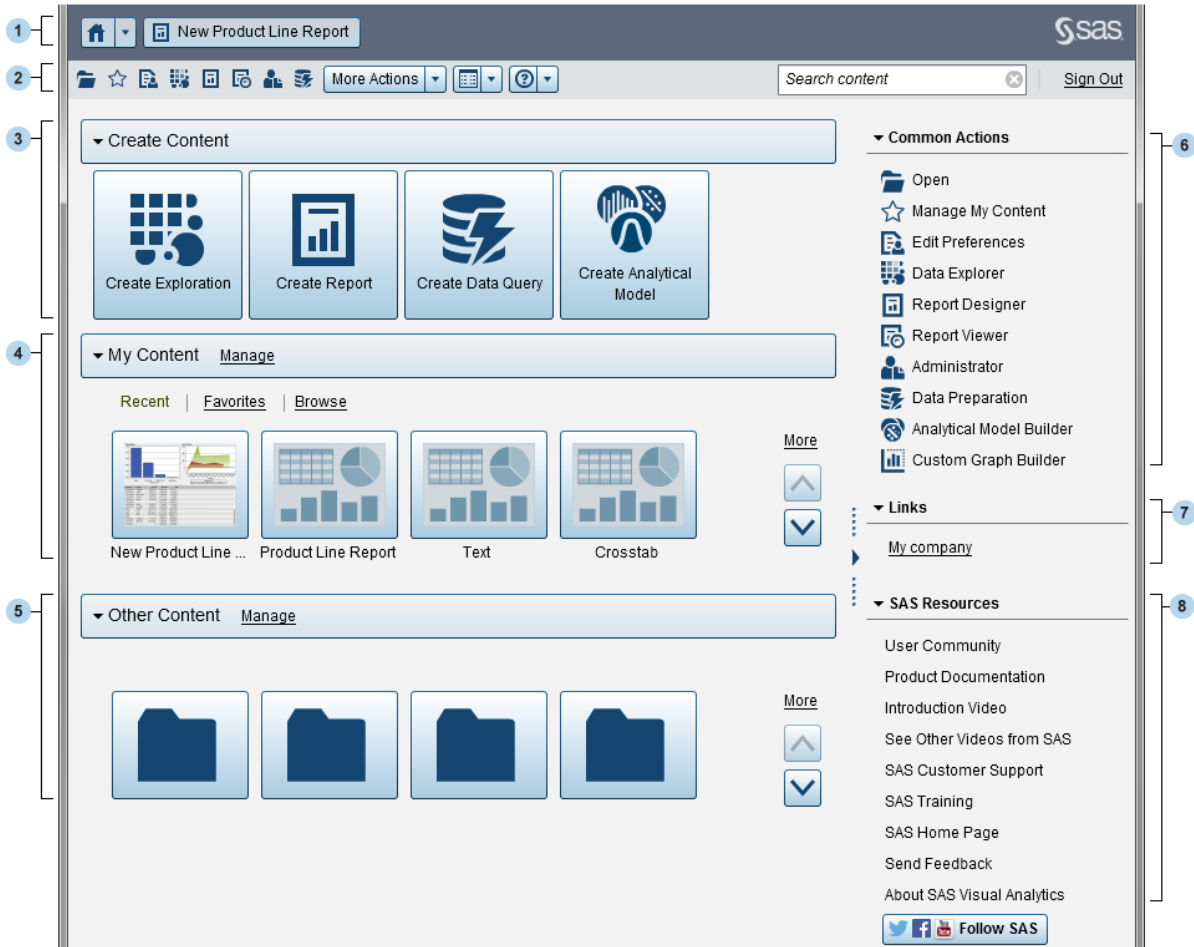 1
New Product Line Report
sas
2
More Actions
Search content
Sign Out
3
Create Content
Create Exploration
Create Report
Create Data Query
Create Analytical
Model
4
My Content Manage
Recent | Favorites | Browse
More
New Product Line ...
Product Line Report
Text
Crosstab
5
Other Content Manage
More
6
Common Actions
Open
Manage My Content
Edit Preferences
Data Explorer
Report Designer
Report Viewer
Administrator
Data Preparation
Analytical Model Builder
Custom Graph Builder
7
Links
My company
8
SAS Resources
User Community
Product Documentation
Introduction Video
See Other Videos from SAS
SAS Customer Support
SAS Training
SAS Home Page
Send Feedback
About SAS Visual Analytics
Follow SAS